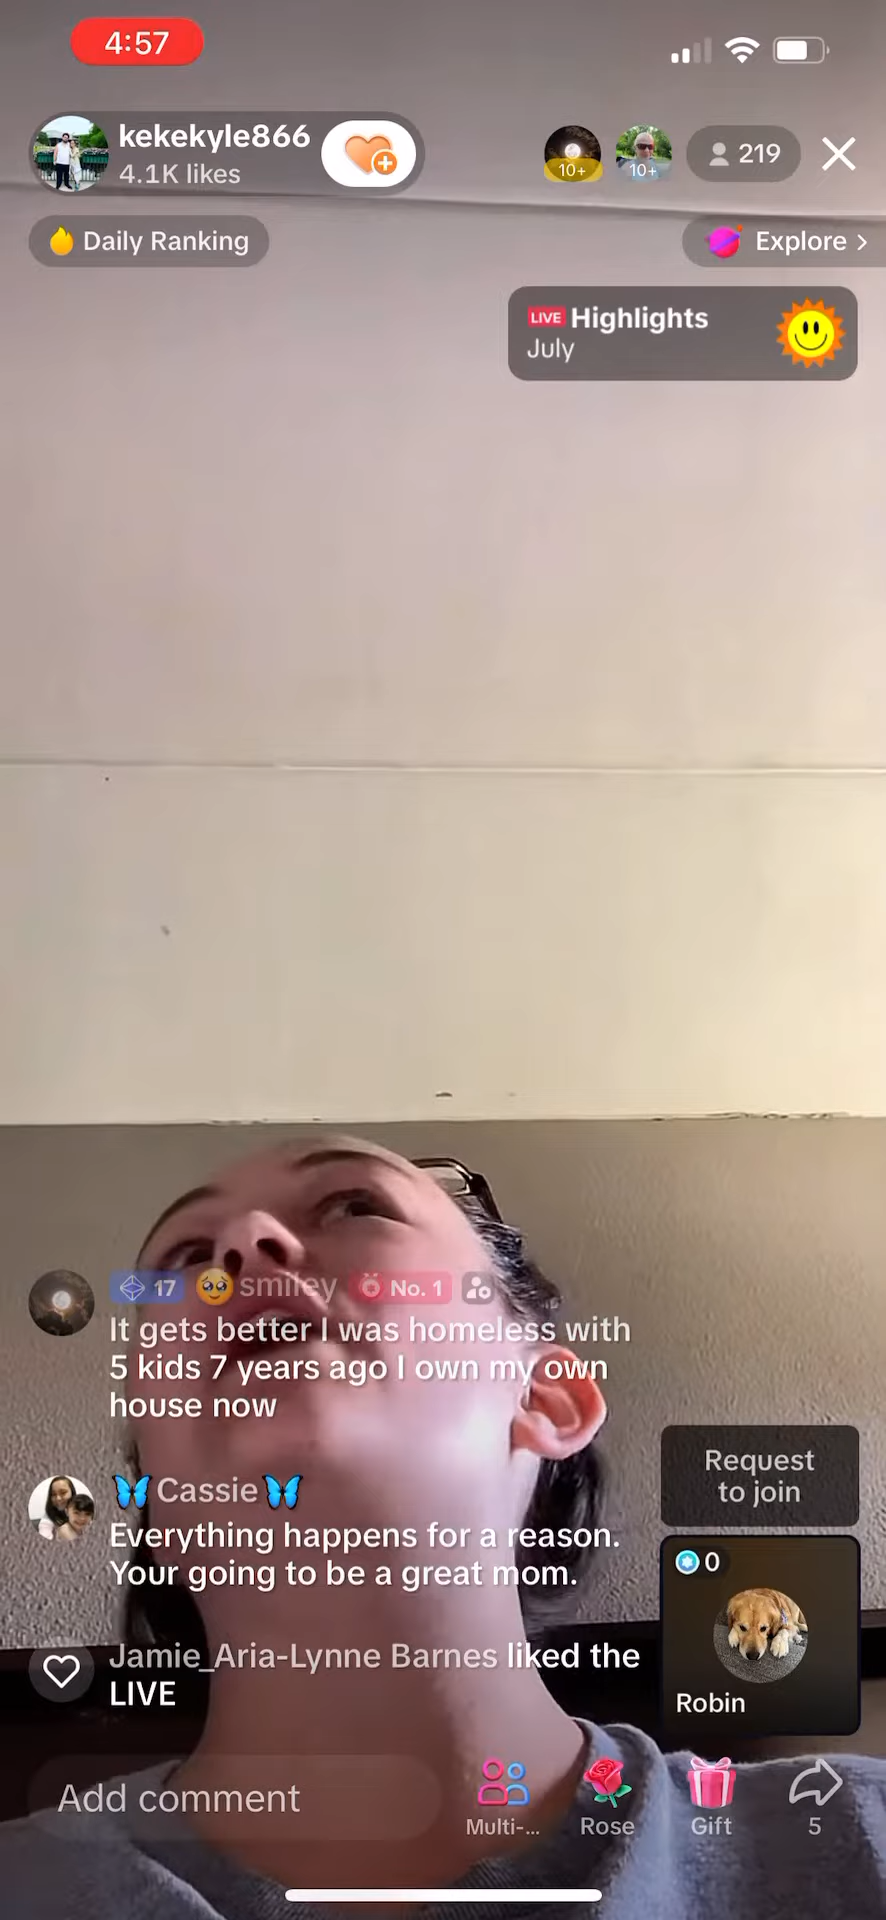 4:57
kekekyle866
4.1K likes
10+
10+
219
Daily Ranking
Explore >
LIVE Highlights
July
17 smiley No. 1
It gets better I was homeless with
5 kids 7 years ago I own my own
house now
Cassie
Everything happens for a reason.
Your going to be a great mom.
Jamie_Aria-Lynne Barnes liked the
LIVE
Request
to join
0
Robin
Add comment
Multi-...
Rose
Gift
5